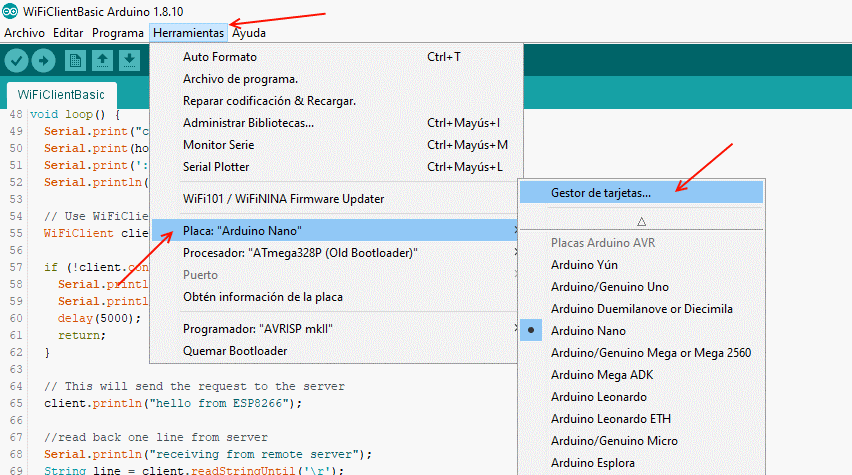 WiFiClientBasic Arduino 1.8.10
Archivo Editar Programa Herramientas Ayuda
WiFiClientBasic
Auto Formato Ctrl+T
Archivo de programa.
Reparar codificación & Recargar.
Administrar Bibliotecas... Ctrl+Mayús+I
Monitor Serie Ctrl+Mayús+M
Serial Plotter Ctrl+Mayús+L
WiFi101 / WiFiNINA Firmware Updater
Placa: "Arduino Nano"
Procesador: "ATmega328P (Old Bootloader)"
Puerto
Obtén información de la placa
Programador: "AVRISP mkII"
Quemar Bootloader
Gestor de tarjetas...
△
Placas Arduino AVR
Arduino Yún
Arduino/Genuino Uno
Arduino Duemilanove or Diecimila
Arduino Nano
Arduino/Genuino Mega or Mega 2560
Arduino Mega ADK
Arduino Leonardo
Arduino Leonardo ETH
Arduino/Genuino Micro
Arduino Esplora
48 void loop() {
49 Serial.print("c
50 Serial.print(ho
51 Serial.print(':
52 Serial.println(
53
54 // Use WiFiClie
55 WiFiClient clie
56
57 if (!client.con
58 Serial.printl
59 Serial.printl
60 delay(5000);
61 return;
62 }
63
64 // This will send the request to the server
65 client.println("hello from ESP8266");
66
67 //read back one line from server
68 Serial.println("receiving from remote server");
69 String line = client.readStringUntil('\r');